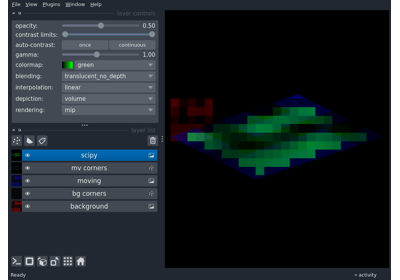 File View Plugins Window Help
layer controls
opacity: 0.50
contrast limits:
auto-contrast: once continuous
gamma: 1.00
colormap: green
blending: translucent_no_depth
interpolation: linear
depiction: volume
rendering: mip
layer list
scipy
mv corners
moving
bg corners
background
Ready
activity